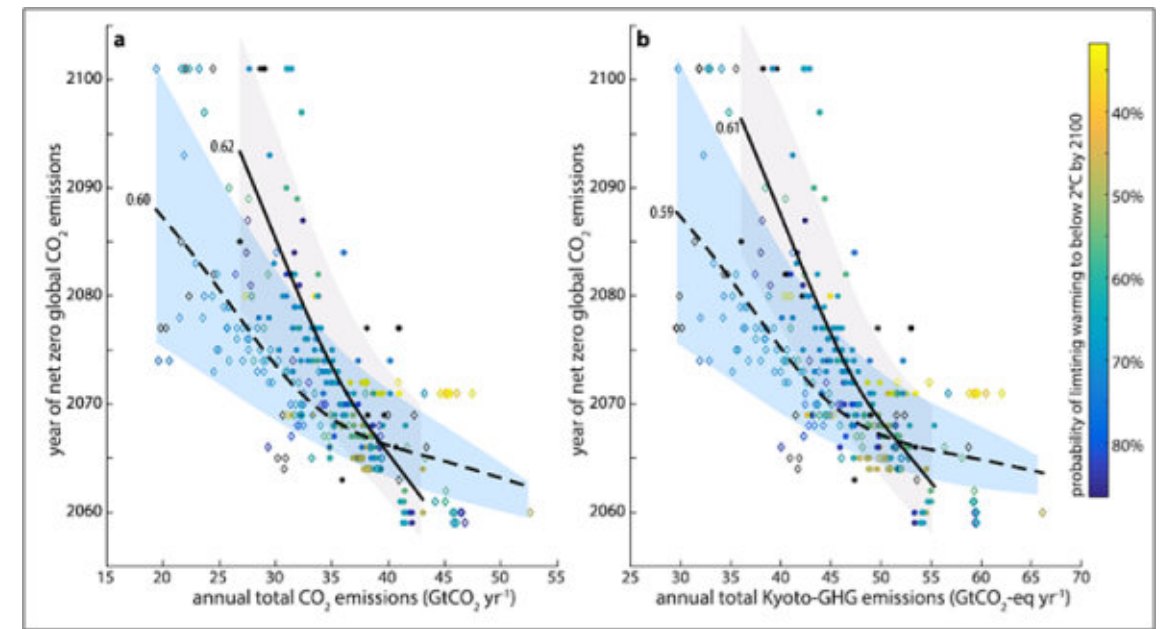 a
year of net zero global CO₂ emissions
2100
2090
2080
2070
2060
0.62
0.60
15 20 25 30 35 40 45 50 55
annual total CO₂ emissions (GtCO₂ yr⁻¹)
b
year of net zero global CO₂ emissions
2100
2090
2080
2070
2060
0.61
0.59
25 30 35 40 45 50 55 60 65 70
annual total Kyoto-GHG emissions (GtCO₂-eq yr⁻¹)
probability of limtiing warming to below 2°C by 2100
40%
50%
60%
70%
80%